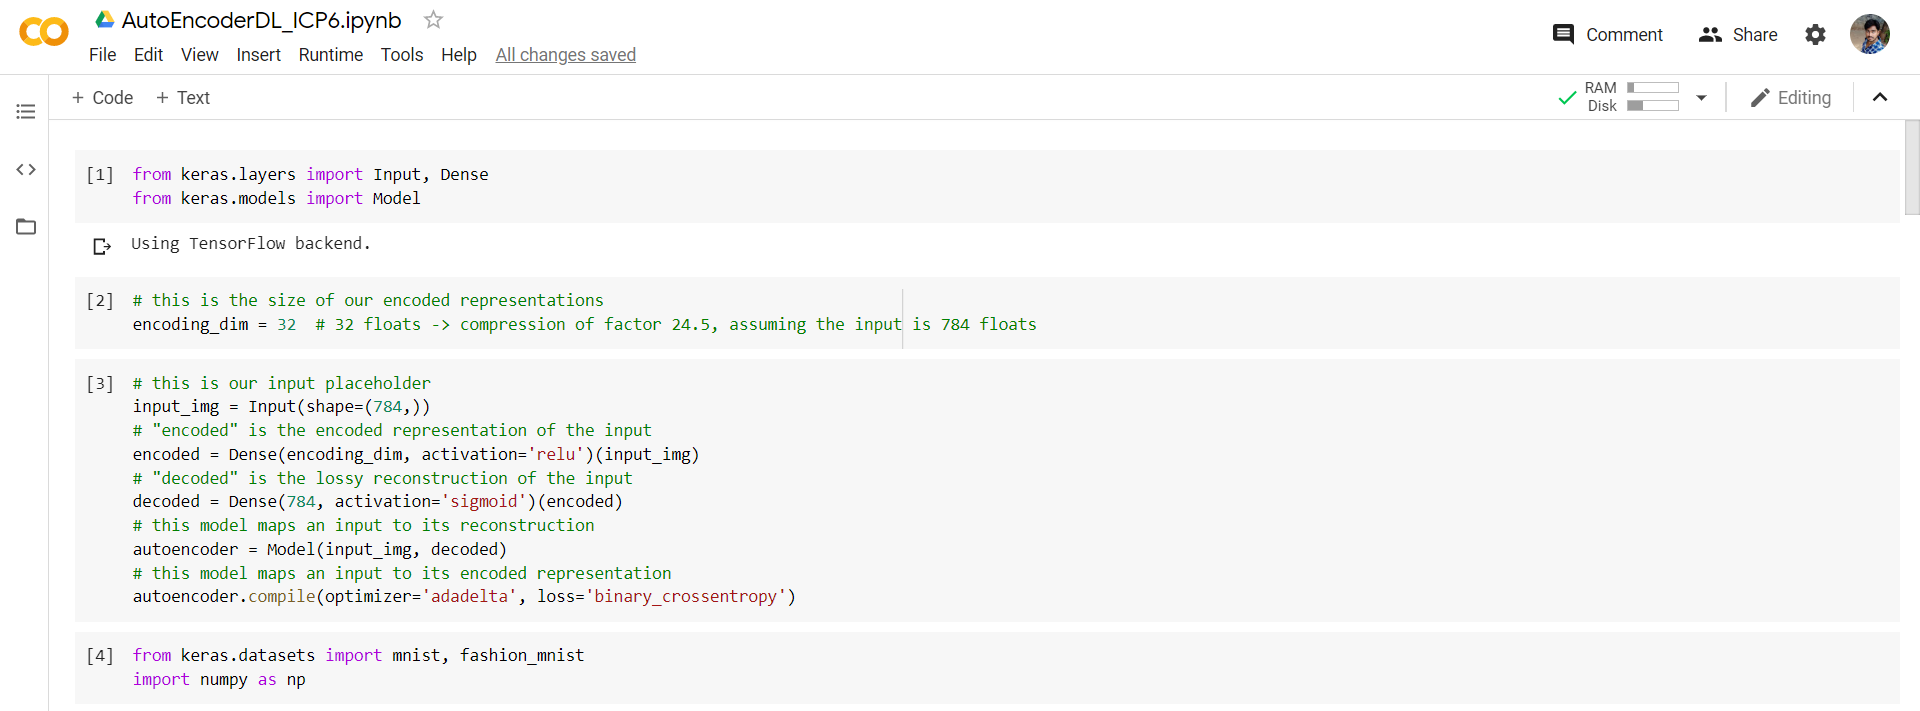 AutoEncoderDL_ICP6.ipynb
File Edit View Insert Runtime Tools Help All changes saved
Comment Share
+ Code + Text
RAM
Disk
Editing
[1] from keras.layers import Input, Dense
from keras.models import Model
Using TensorFlow backend.
[2] # this is the size of our encoded representations
encoding_dim = 32  # 32 floats -> compression of factor 24.5, assuming the input is 784 floats
[3] # this is our input placeholder
input_img = Input(shape=(784,))
# "encoded" is the encoded representation of the input
encoded = Dense(encoding_dim, activation='relu')(input_img)
# "decoded" is the lossy reconstruction of the input
decoded = Dense(784, activation='sigmoid')(encoded)
# this model maps an input to its reconstruction
autoencoder = Model(input_img, decoded)
# this model maps an input to its encoded representation
autoencoder.compile(optimizer='adadelta', loss='binary_crossentropy')
[4] from keras.datasets import mnist, fashion_mnist
import numpy as np